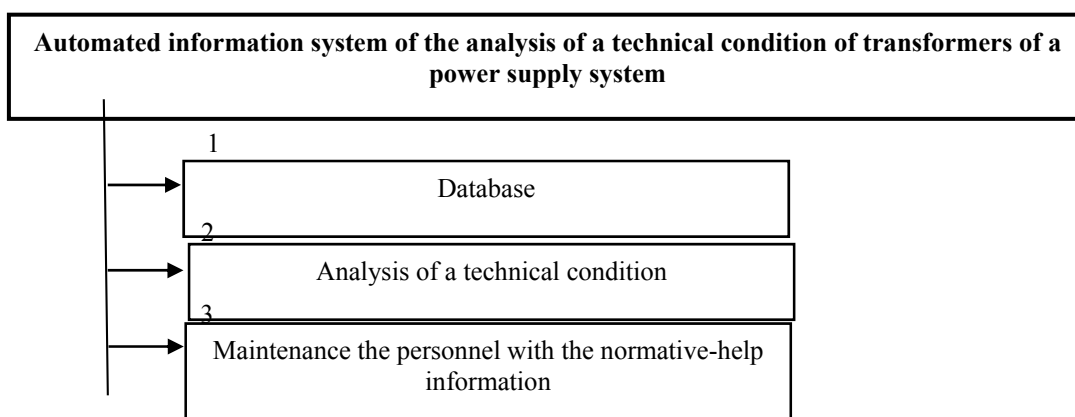 Automated information system of the analysis of a technical condition of transformers of a
power supply system
1
Database
2
Analysis of a technical condition
3
Maintenance the personnel with the normative-help
information